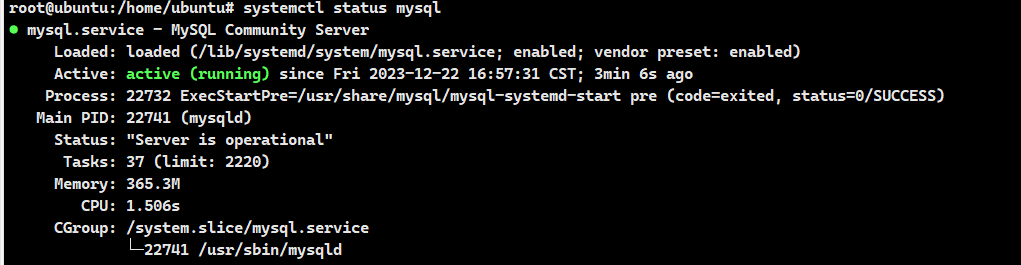 root@ubuntu:/home/ubuntu# systemctl status mysql
● mysql.service - MySQL Community Server
Loaded: loaded (/lib/systemd/system/mysql.service; enabled; vendor preset: enabled)
Active: active (running) since Fri 2023-12-22 16:57:31 CST; 3min 6s ago
Process: 22732 ExecStartPre=/usr/share/mysql/mysql-systemd-start pre (code=exited, status=0/SUCCESS)
Main PID: 22741 (mysqld)
Status: "Server is operational"
Tasks: 37 (limit: 2220)
Memory: 365.3M
CPU: 1.506s
CGroup: /system.slice/mysql.service
└─22741 /usr/sbin/mysqld